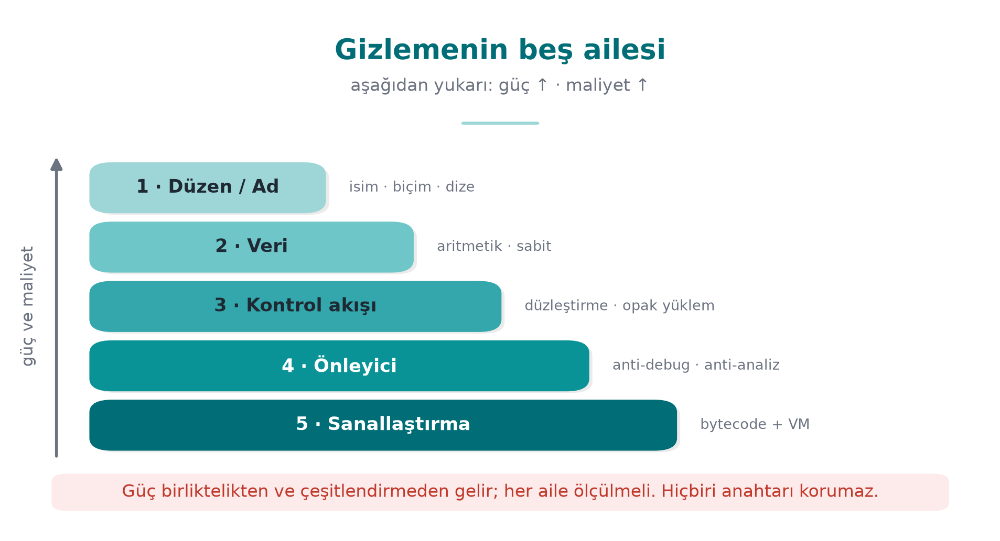 Gizlemenin beş ailesi
aşağıdan yukarı: güç ↑ · maliyet ↑
güç ve maliyet
1 · Düzen / Ad
isim · biçim · dize
2 · Veri
aritmetik · sabit
3 · Kontrol akışı
düzleştirme · opak yüklem
4 · Önleyici
anti-debug · anti-analiz
5 · Sanallaştırma
bytecode + VM
Güç birliktelikten ve çeşitlendirmeden gelir; her aile ölçülmeli. Hiçbiri anahtarı korumaz.